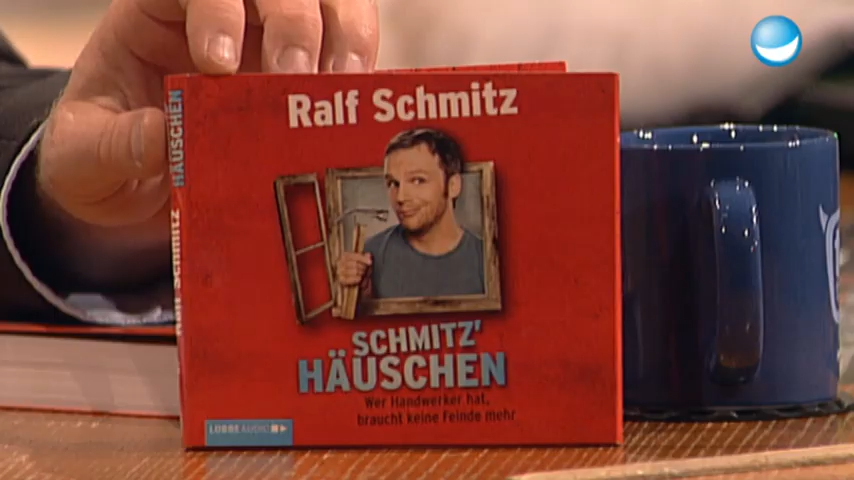 Ralf Schmitz
SCHMITZ'
HÄUSCHEN
Wer Handwerker hat,
braucht keine Feinde mehr
LÜBBE AUDIO
Ralf Schmitz HÄUSCHEN